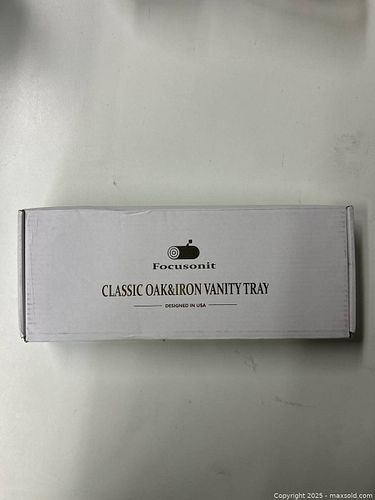 Focusonit
CLASSIC OAK&IRON VANITY TRAY
DESIGNED IN USA
Copyright © 2025 - maxsold.com